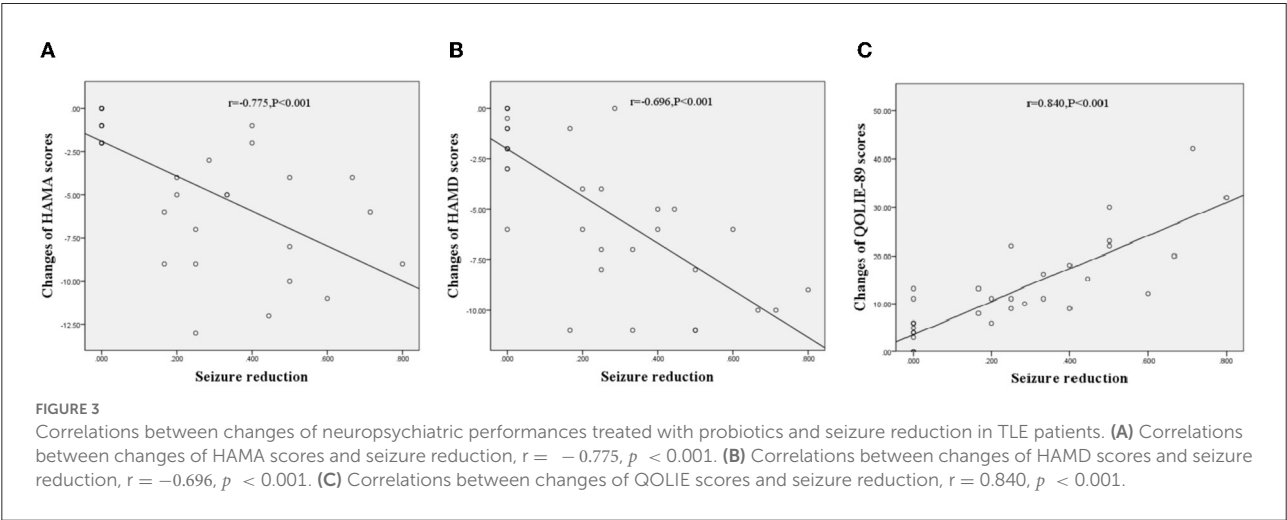 A
B
C
r=-0.775,P<0.001
Changes of HAMA scores
.00
-2.50
-5.00
-7.50
-10.00
-12.50
.000
.200
.400
.600
.800
Seizure reduction
r=-0.696,P<0.001
Changes of HAMD scores
.00
-2.50
-5.00
-7.50
-10.00
.000
.200
.400
.600
.800
Seizure reduction
r=0.840,P<0.001
Changes of QOLIE-89 scores
50.00
40.00
30.00
20.00
10.00
.00
.000
.200
.400
.600
.800
Seizure reduction
FIGURE 3
Correlations between changes of neuropsychiatric performances treated with probiotics and seizure reduction in TLE patients. (A) Correlations
between changes of HAMA scores and seizure reduction, r = −0.775, p < 0.001. (B) Correlations between changes of HAMD scores and seizure
reduction, r = −0.696, p < 0.001. (C) Correlations between changes of QOLIE scores and seizure reduction, r = 0.840, p < 0.001.